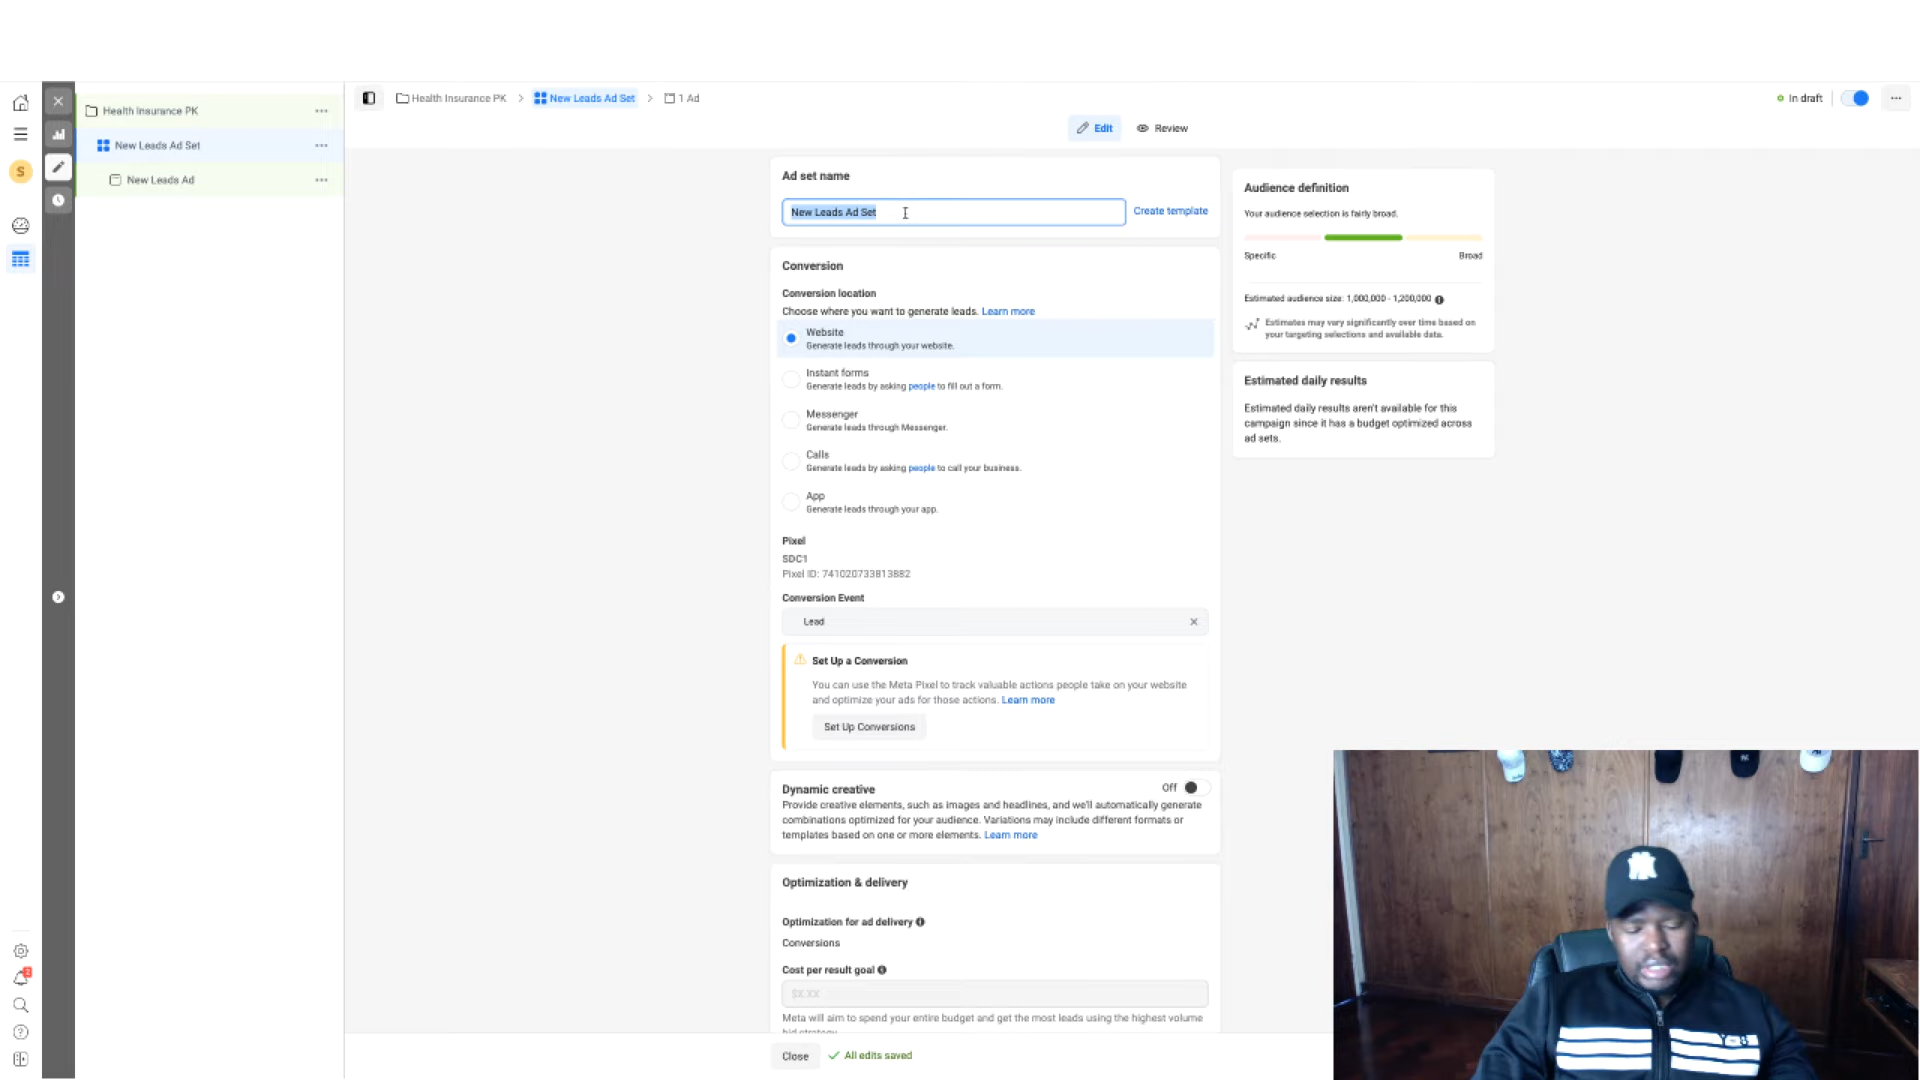 Health Insurance PK
New Leads Ad Set
New Leads Ad
S
2
Health Insurance PK
New Leads Ad Set
1 Ad
In draft
Edit
Review
Ad set name
New Leads Ad Set
Create template
Conversion
Conversion location
Choose where you want to generate leads. Learn more
Website
Generate leads through your website.
Instant forms
Generate leads by asking people to fill out a form.
Messenger
Generate leads through Messenger.
Calls
Generate leads by asking people to call your business.
App
Generate leads through your app.
Pixel
SDC1
Pixel ID: 741020733813882
Conversion Event
Lead
Set Up a Conversion
You can use the Meta Pixel to track valuable actions people take on your website
and optimize your ads for those actions. Learn more
Set Up Conversions
Dynamic creative
Off
Provide creative elements, such as images and headlines, and we'll automatically generate
combinations optimized for your audience. Variations may include different formats or
templates based on one or more elements. Learn more
Optimization & delivery
Optimization for ad delivery
Conversions
Cost per result goal
$X.XX
Meta will aim to spend your entire budget and get the most leads using the highest volume
bid strategy.
Close
All edits saved
Audience definition
Your audience selection is fairly broad.
Specific
Broad
Estimated audience size: 1,000,000 - 1,200,000
Estimates may vary significantly over time based on
your targeting selections and available data.
Estimated daily results
Estimated daily results aren't available for this
campaign since it has a budget optimized across
ad sets.